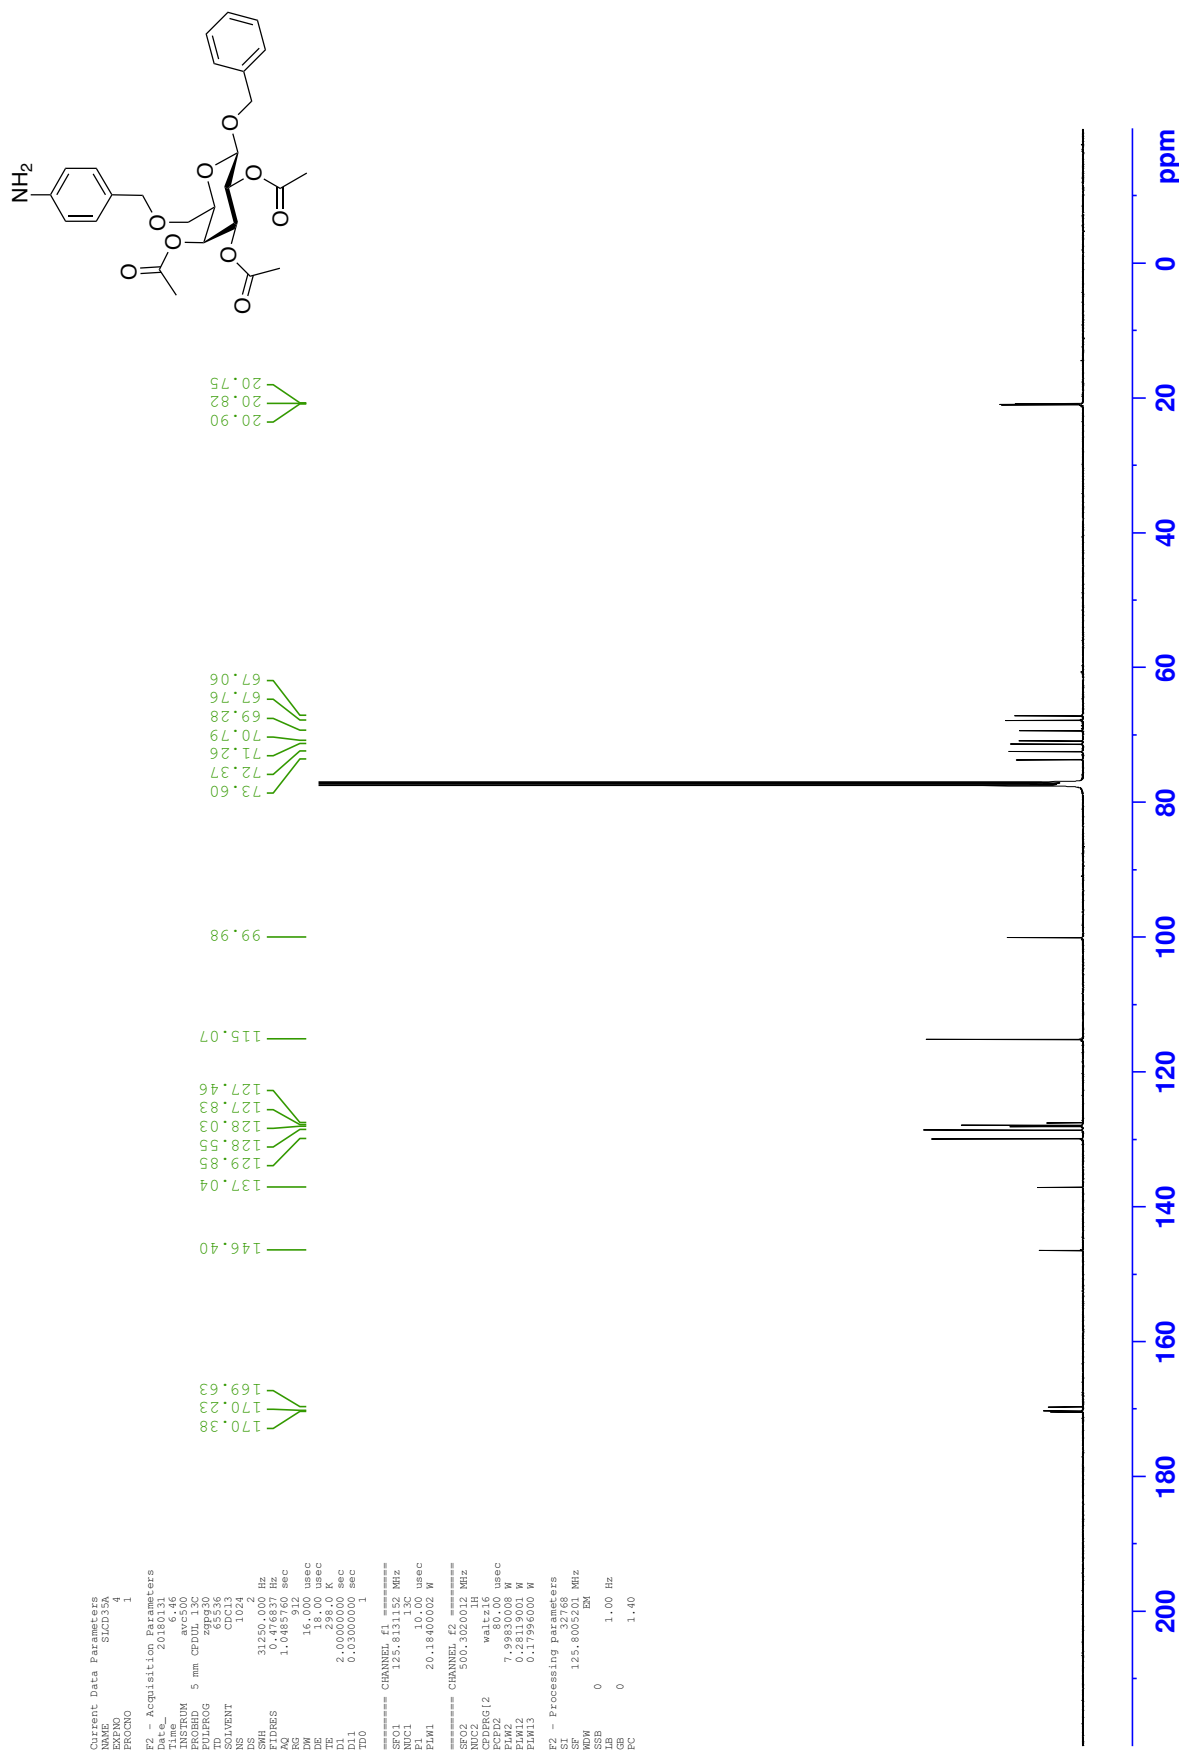 Current Data Parameters
NAME SLCD35A
EXPNO 4
PROCNO 1
F2 - Acquisition Parameters
Date_ 20180131
Time 6.46
INSTRUM avc500
PROBHD 5 mm CPDUL 13C
PULPROG zgpg30
TD 65536
SOLVENT CDCl3
NS 1024
DS 2
SWH 31250.000 Hz
FIDRES 0.476837 Hz
AQ 1.0485760 sec
RG 912
DW 16.000 usec
DE 18.00 usec
TE 298.0 K
D1 2.00000000 sec
D11 0.03000000 sec
TD0 1
======== CHANNEL f1 ========
SFO1 125.8131152 MHz
NUC1 13C
P1 10.00 usec
PLW1 20.18400002 W
======== CHANNEL f2 ========
SFO2 500.3020012 MHz
NUC2 1H
CPDPRG[2 waltz16
PCPD2 80.00 usec
PLW2 7.99830008 W
PLW12 0.28119001 W
PLW13 0.17996000 W
F2 - Processing parameters
SI 32768
SF 125.8005201 MHz
WDW EM
SSB 0
LB 1.00 Hz
GB 0
PC 1.40
170.38
170.23
169.63
146.40
137.04
129.85
128.55
128.03
127.83
127.46
115.07
99.98
73.60
72.37
71.26
70.79
69.28
67.76
67.06
20.90
20.82
20.75
NH2
O
O
O
O
O
O
O
O
O
200 180 160 140 120 100 80 60 40 20 0 ppm